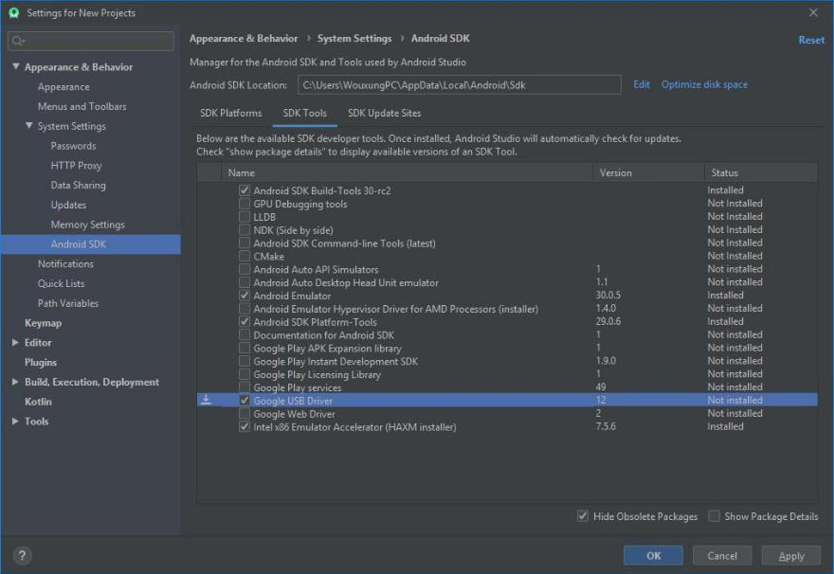 Settings for New Projects
Appearance & Behavior
Appearance
Menus and Toolbars
System Settings
Passwords
HTTP Proxy
Data Sharing
Updates
Memory Settings
Android SDK
Notifications
Quick Lists
Path Variables
Keymap
Editor
Plugins
Build, Execution, Deployment
Kotlin
Tools
Appearance & Behavior › System Settings › Android SDK Reset
Manager for the Android SDK and Tools used by Android Studio
Android SDK Location: C:\Users\WouxungPC\AppData\Local\Android\Sdk Edit Optimize disk space
SDK Platforms SDK Tools SDK Update Sites
Below are the available SDK developer tools. Once installed, Android Studio will automatically check for updates.
Check "show package details" to display available versions of an SDK Tool.
Name Version Status
Android SDK Build-Tools 30-rc2 Installed
GPU Debugging tools Not Installed
LLDB Not Installed
NDK (Side by side) Not Installed
Android SDK Command-line Tools (latest) Not Installed
CMake Not Installed
Android Auto API Simulators 1 Not installed
Android Auto Desktop Head Unit emulator 1.1 Not installed
Android Emulator 30.0.5 Installed
Android Emulator Hypervisor Driver for AMD Processors (installer) 1.4.0 Not installed
Android SDK Platform-Tools 29.0.6 Installed
Documentation for Android SDK 1 Not installed
Google Play APK Expansion library 1 Not installed
Google Play Instant Development SDK 1.9.0 Not installed
Google Play Licensing Library 1 Not installed
Google Play services 49 Not installed
Google USB Driver 12 Not installed
Google Web Driver 2 Not installed
Intel x86 Emulator Accelerator (HAXM installer) 7.5.6 Installed
Hide Obsolete Packages Show Package Details
? OK Cancel Apply